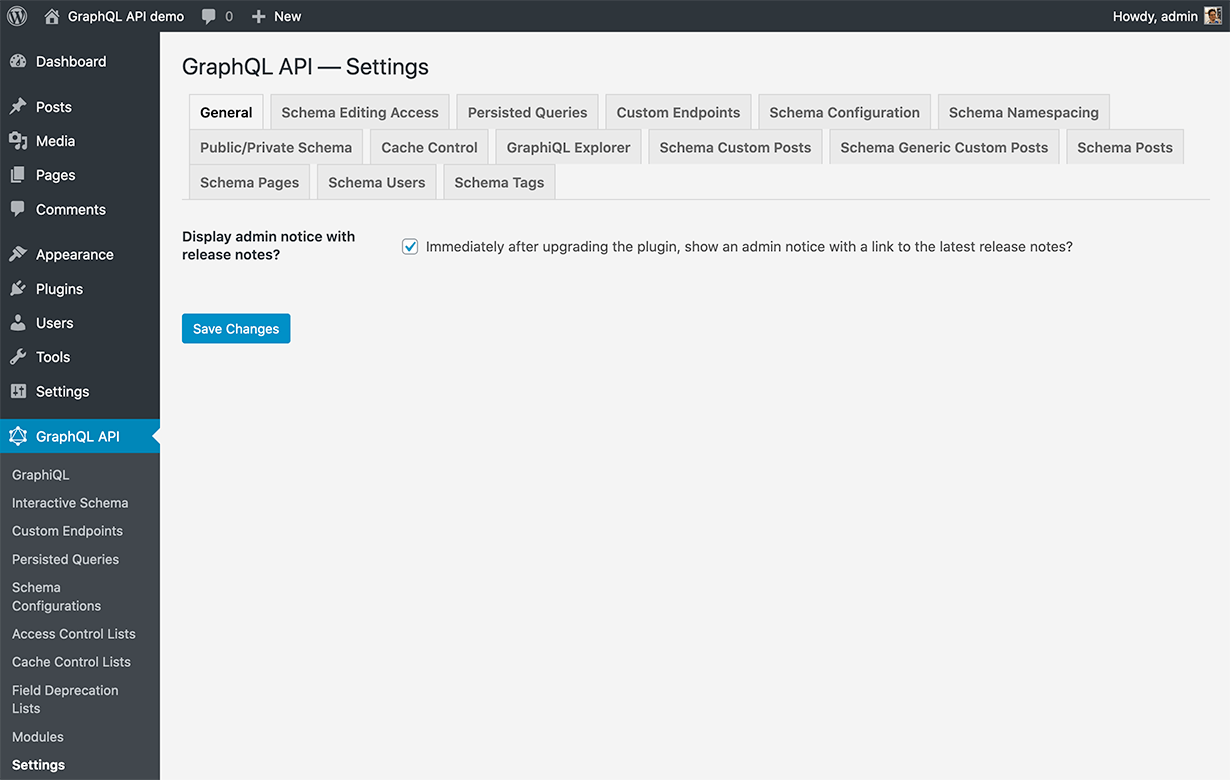 GraphQL API demo 0 New Howdy, admin
Dashboard
Posts
Media
Pages
Comments
Appearance
Plugins
Users
Tools
Settings
GraphQL API
GraphiQL
Interactive Schema
Custom Endpoints
Persisted Queries
Schema
Configurations
Access Control Lists
Cache Control Lists
Field Deprecation
Lists
Modules
Settings
GraphQL API — Settings
General Schema Editing Access Persisted Queries Custom Endpoints Schema Configuration Schema Namespacing
Public/Private Schema Cache Control GraphiQL Explorer Schema Custom Posts Schema Generic Custom Posts Schema Posts
Schema Pages Schema Users Schema Tags
Display admin notice with
release notes?
Immediately after upgrading the plugin, show an admin notice with a link to the latest release notes?
Save Changes